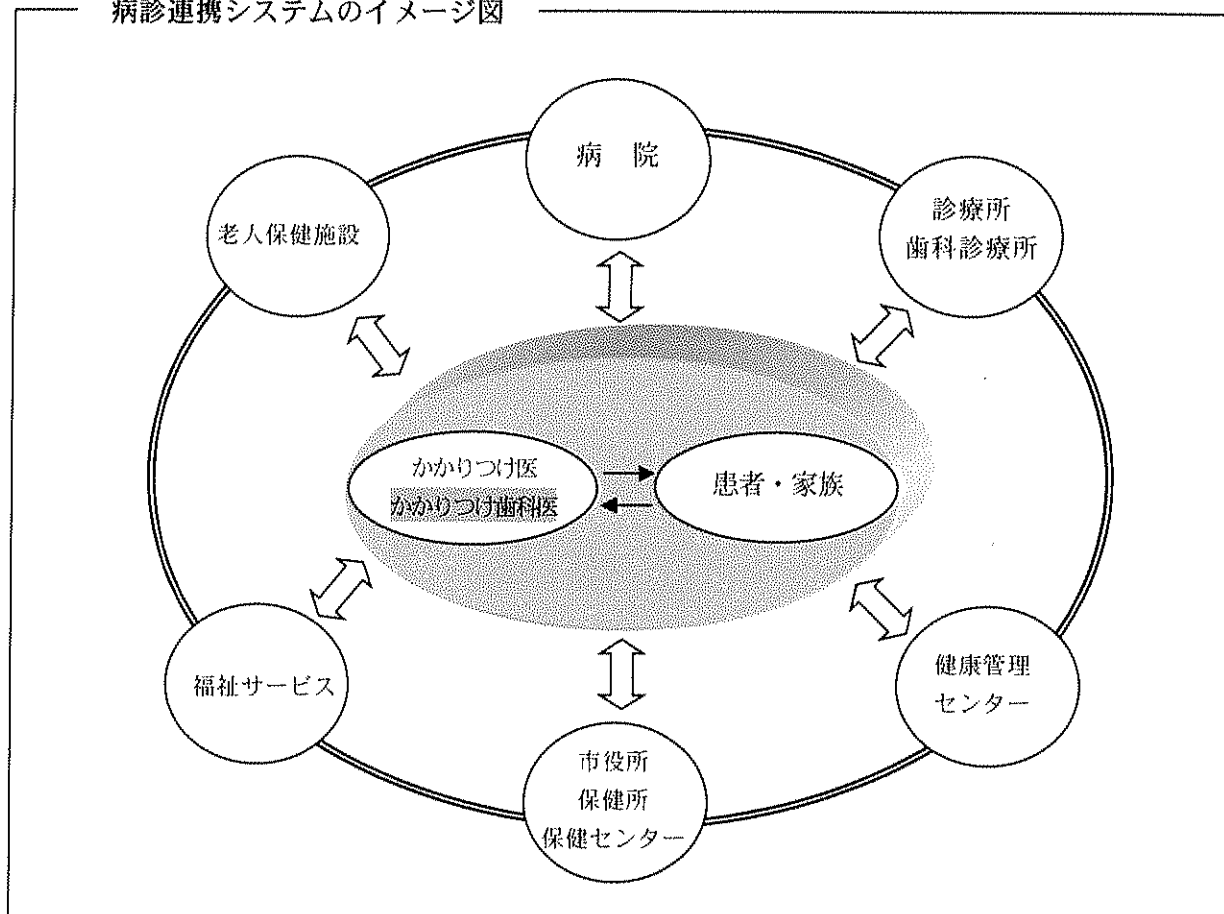 病診連携システムのイメージ図
病 院
老人保健施設
診療所
歯科診療所
かかりつけ医
かかりつけ歯科医
患者・家族
福祉サービス
健康管理
センター
市役所
保健所
保健センター